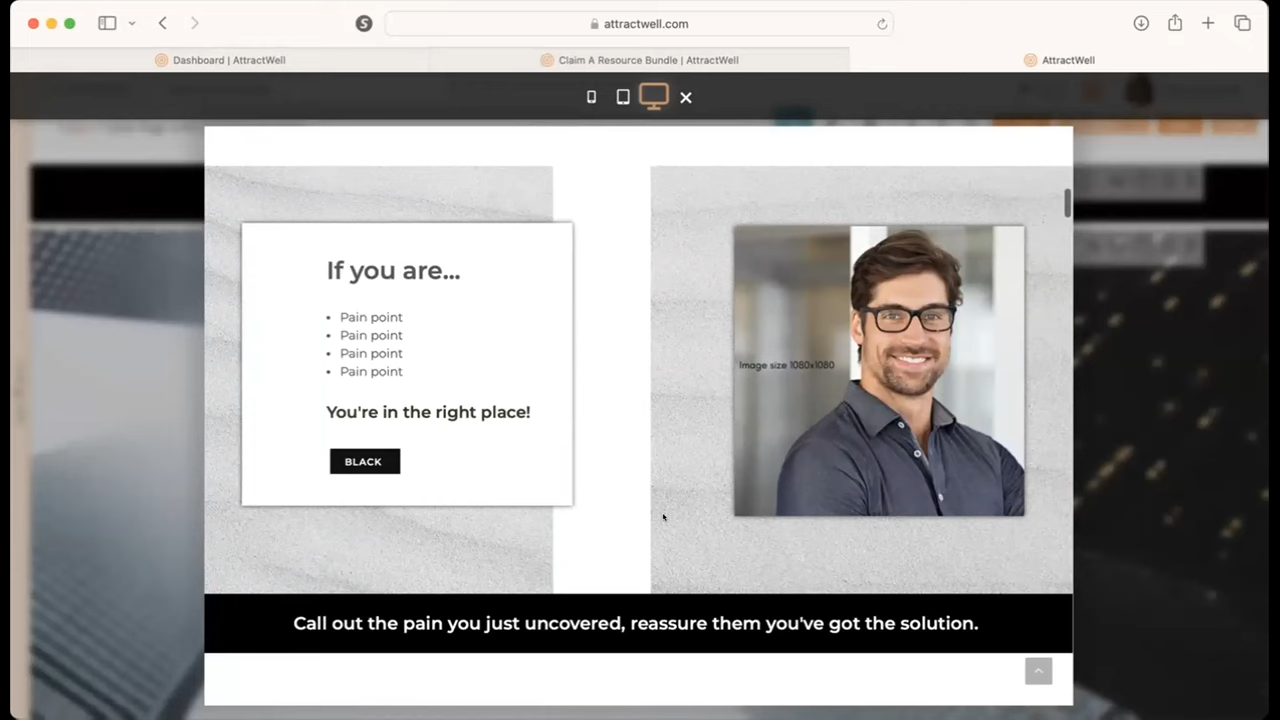 attractwell.com
Dashboard | AttractWell
Claim A Resource Bundle | AttractWell
AttractWell
If you are...
• Pain point
• Pain point
• Pain point
• Pain point
You're in the right place!
BLACK
Image size 1080x1080
Call out the pain you just uncovered, reassure them you've got the solution.